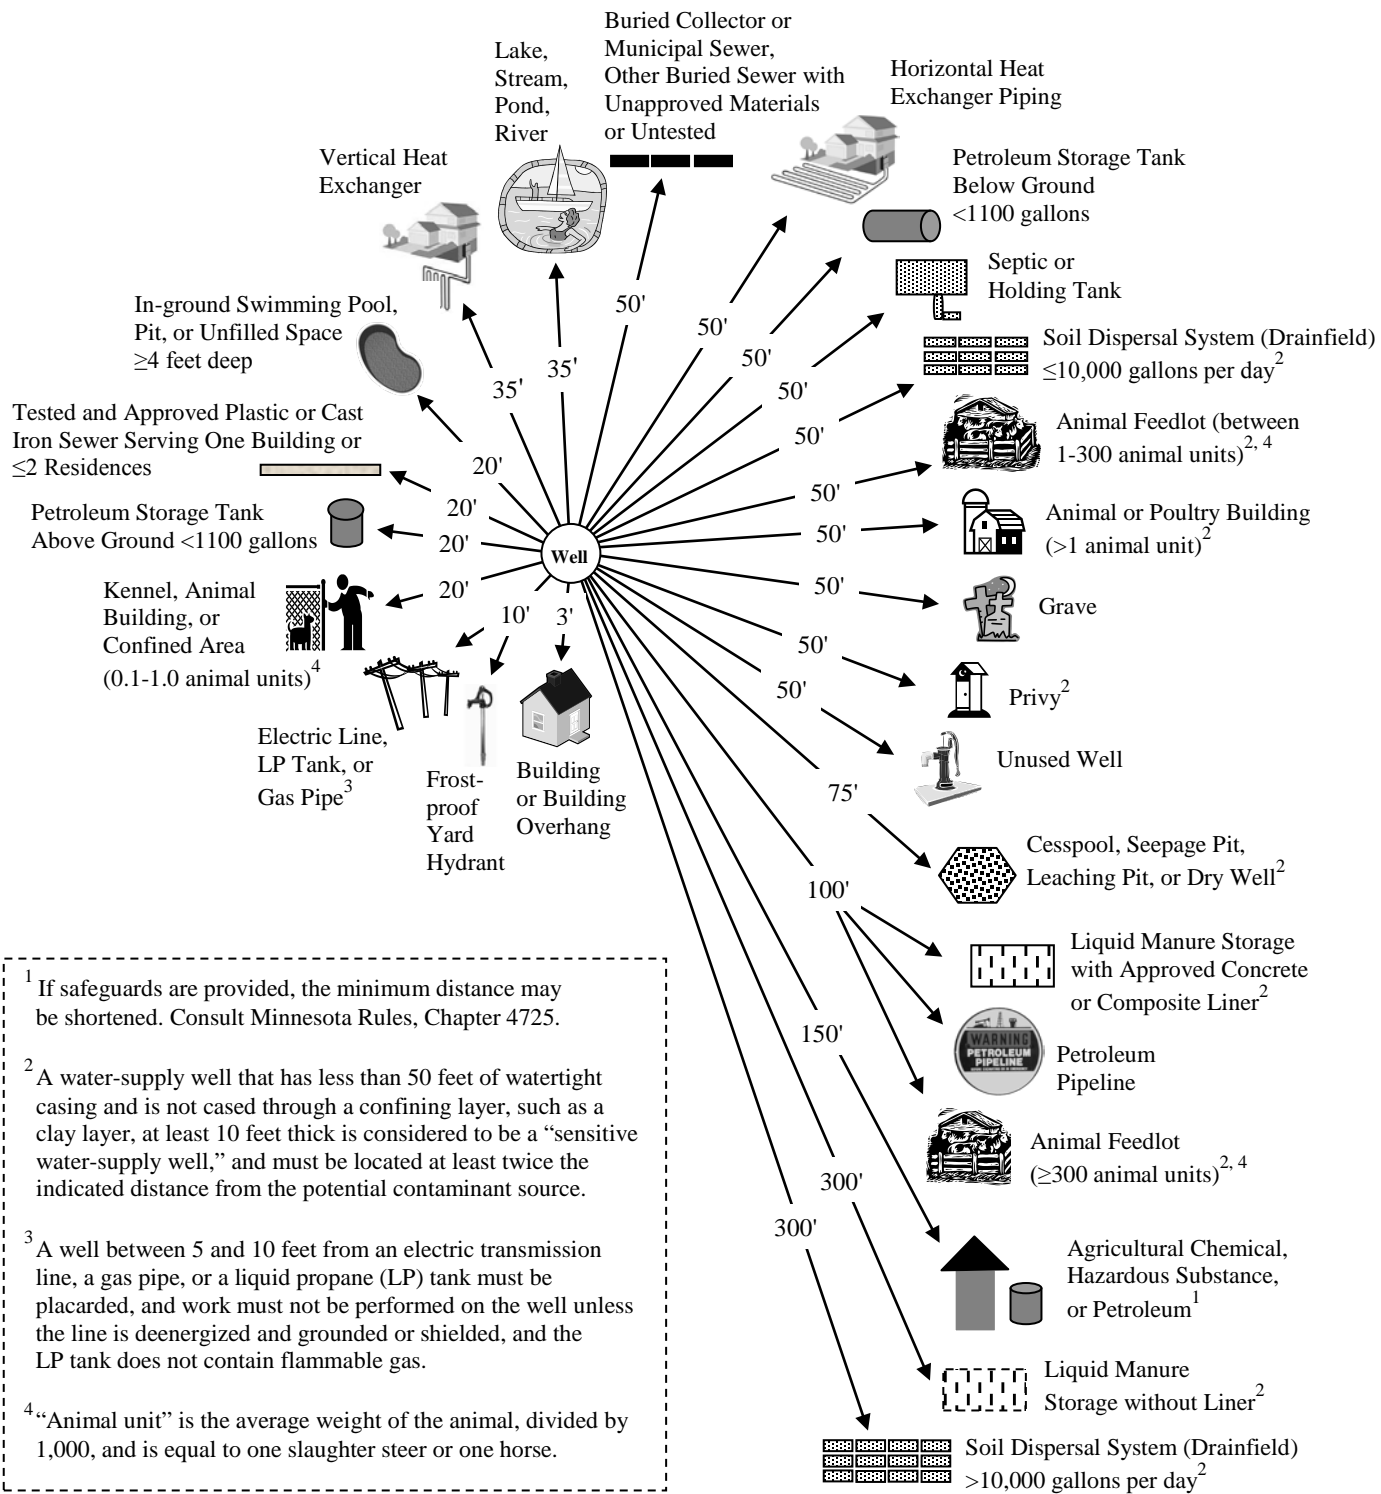 Buried Collector or
Municipal Sewer,
Other Buried Sewer with
Unapproved Materials
or Untested
Lake,
Stream,
Pond,
River
Horizontal Heat
Exchanger Piping
Vertical Heat
Exchanger
Petroleum Storage Tank
Below Ground
<1100 gallons
Septic or
Holding Tank
In-ground Swimming Pool,
Pit, or Unfilled Space
≥4 feet deep
Soil Dispersal System (Drainfield)
≤10,000 gallons per day²
Tested and Approved Plastic or Cast
Iron Sewer Serving One Building or
≤2 Residences
Animal Feedlot (between
1-300 animal units)²,⁴
Petroleum Storage Tank
Above Ground <1100 gallons
Animal or Poultry Building
(>1 animal unit)²
Kennel, Animal
Building, or
Confined Area
(0.1-1.0 animal units)⁴
Grave
Privy²
Unused Well
Electric Line,
LP Tank, or
Gas Pipe³
Frost-
proof
Yard
Hydrant
Building
or Building
Overhang
Well
50'
50'
50'
50'
50'
50'
50'
50'
50'
50'
35'
35'
20'
20'
20'
20'
10'
3'
75'
100'
150'
300'
300'
Cesspool, Seepage Pit,
Leaching Pit, or Dry Well²
Liquid Manure Storage
with Approved Concrete
or Composite Liner²
WARNING
PETROLEUM
PIPELINE
Petroleum
Pipeline
Animal Feedlot
(≥300 animal units)²,⁴
Agricultural Chemical,
Hazardous Substance,
or Petroleum¹
Liquid Manure
Storage without Liner²
Soil Dispersal System (Drainfield)
>10,000 gallons per day²
¹ If safeguards are provided, the minimum distance may
be shortened. Consult Minnesota Rules, Chapter 4725.
² A water-supply well that has less than 50 feet of watertight
casing and is not cased through a confining layer, such as a
clay layer, at least 10 feet thick is considered to be a “sensitive
water-supply well,” and must be located at least twice the
indicated distance from the potential contaminant source.
³ A well between 5 and 10 feet from an electric transmission
line, a gas pipe, or a liquid propane (LP) tank must be
placarded, and work must not be performed on the well unless
the line is deenergized and grounded or shielded, and the
LP tank does not contain flammable gas.
⁴ “Animal unit” is the average weight of the animal, divided by
1,000, and is equal to one slaughter steer or one horse.